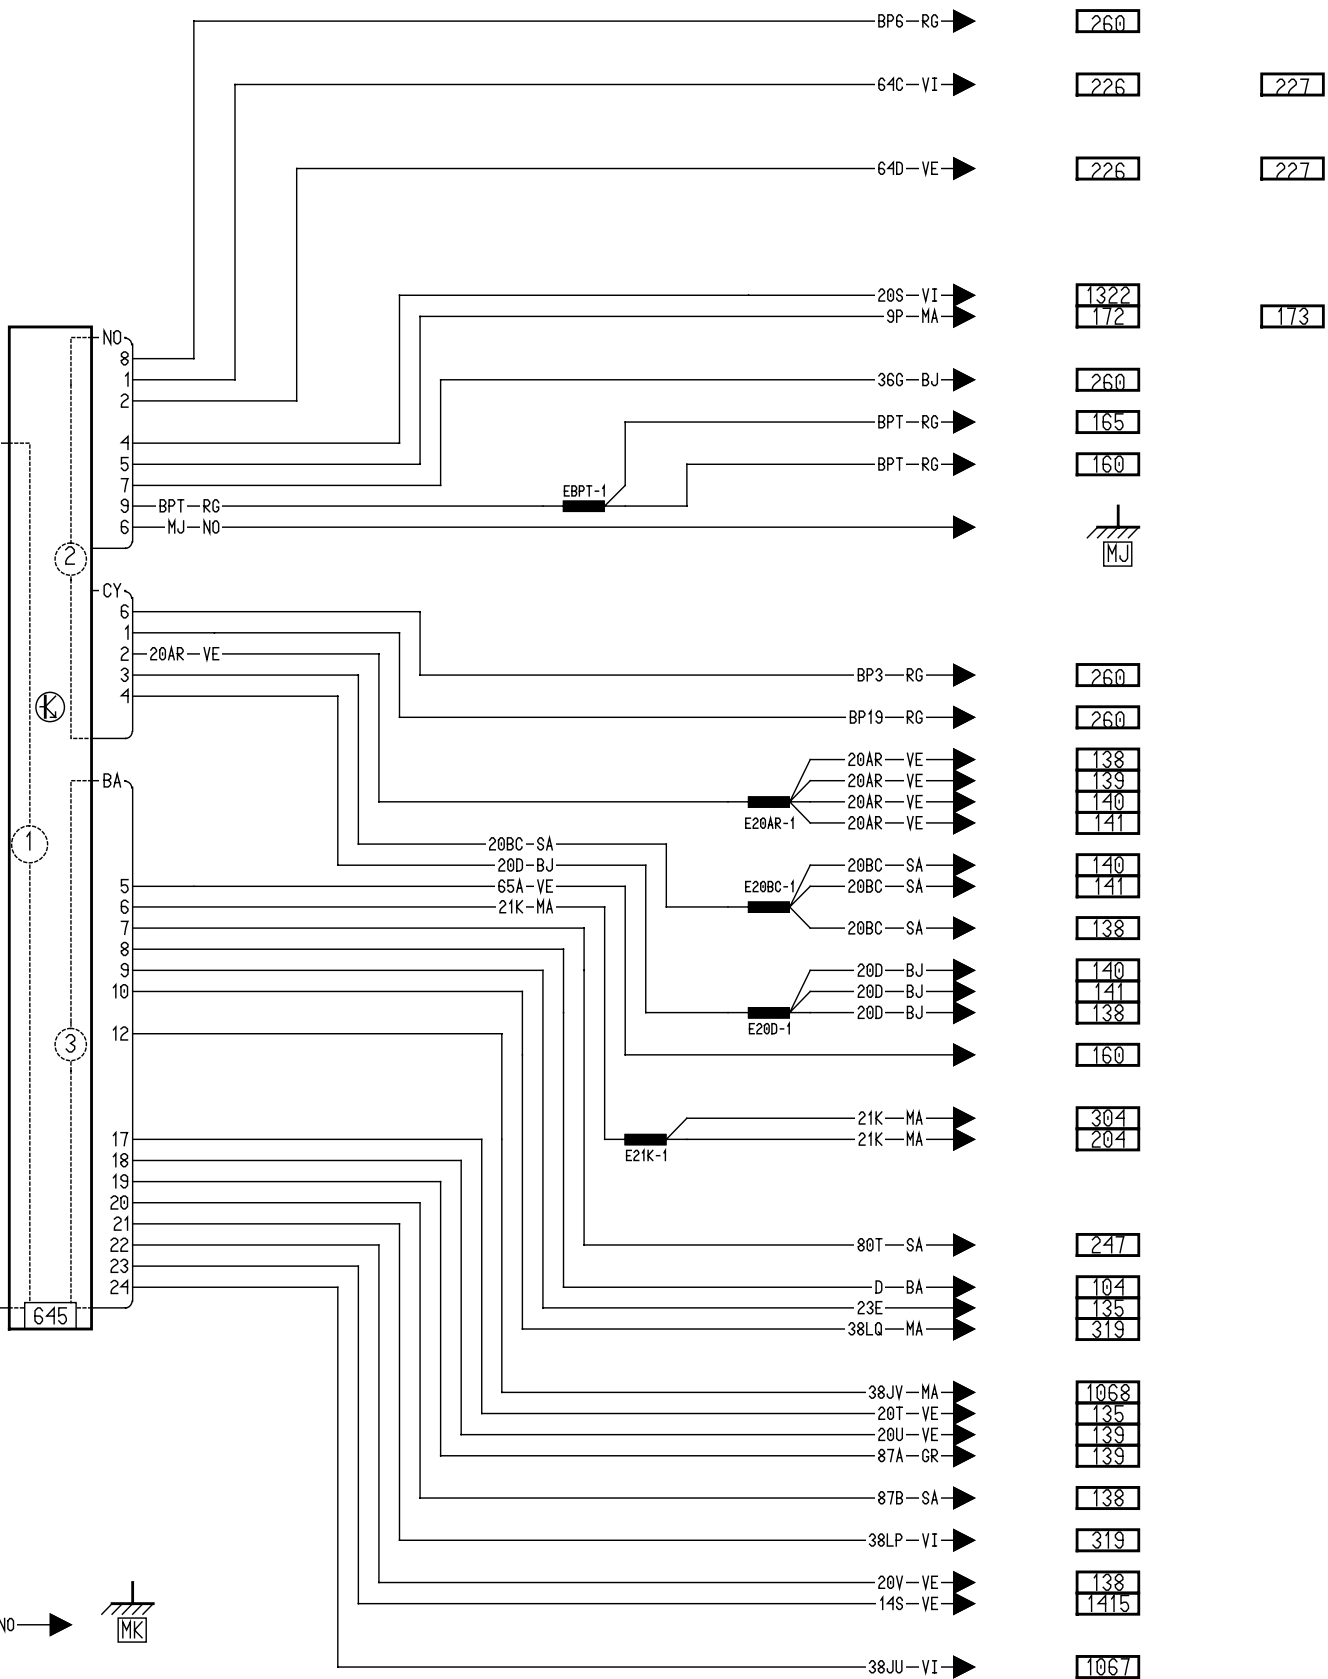 BP6 RG 260
64C VI 226 227
64D VE 226 227
20S VI 1322
9P MA 172 173
NO
8
1 36G BJ 260
2
BPT RG 165
4
5 BPT RG 160
7
EBPT-1
9 BPT RG
6 MJ NO
MJ
2
CY
6
1
2 20AR VE
3 BP3 RG 260
4
BP19 RG 260
20AR VE 138
BA 20AR VE 139
20AR VE 140
E20AR-1 20AR VE 141
1 20BC SA
20D BJ 20BC SA 140
5 65A VE E20BC-1 20BC SA 141
6 21K MA
7 20BC SA 138
8
9 20D BJ 140
10 20D BJ 141
20D BJ 138
E20D-1
12
3
160
21K MA 304
17 21K MA 204
E21K-1
18
19
20
21
22 80T SA 247
23
24 D BA 104
23E 135
645
38LQ MA 319
38JV MA 1068
20T VE 135
20U VE 139
87A GR 139
87B SA 138
38LP VI 319
20V VE 138
14S VE 1415
NO MK
38JU VI 1067